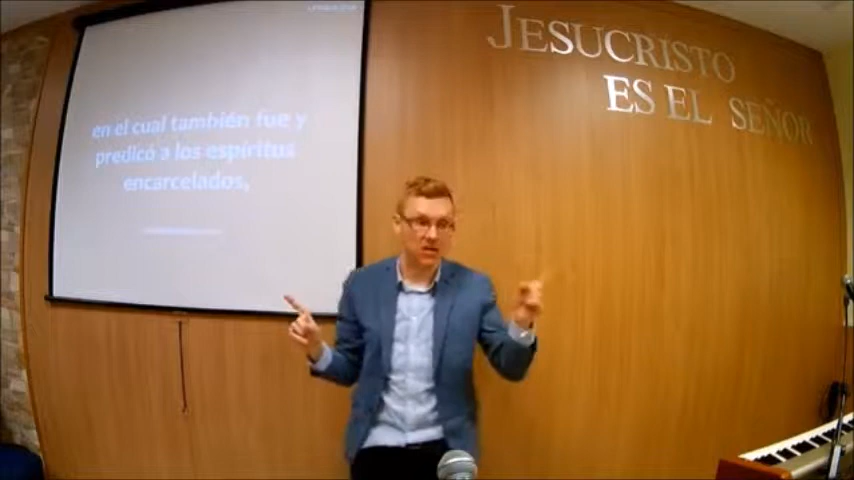 en el cual también fue y
predicó a los espíritus
encarcelados,
JESUCRISTO
ES EL SEÑOR